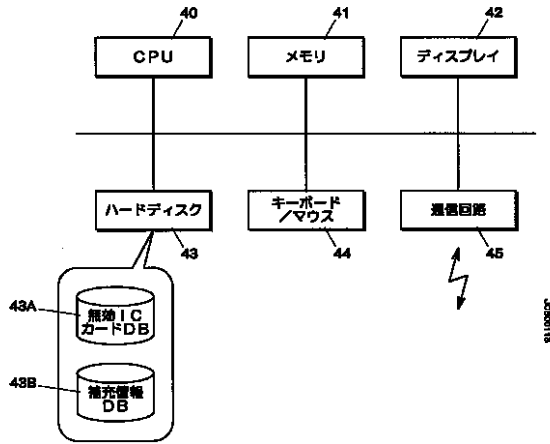 40
41
42
CPU
メモリ
ディスプレイ
ハードディスク
キーボード
/マウス
通信回路
43
44
45
43A
無効IC
カードDB
43B
補充情報
DB